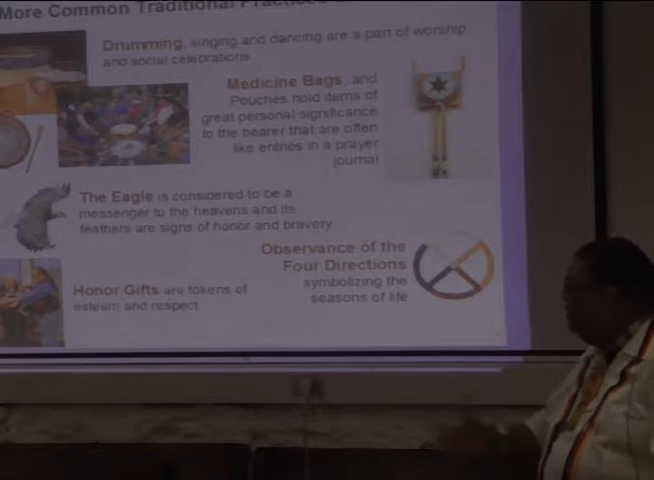 More Common Traditional Practices
Drumming, singing and dancing are a part of worship
and social celebrations
Medicine Bags, and
Pouches hold items of
great personal significance
to the bearer that are often
like entries in a prayer
journal
The Eagle is considered to be a
messenger to the heavens and its
feathers are signs of honor and bravery
Observance of the
Four Directions
symbolizing the
seasons of life
Honor Gifts are tokens of
esteem and respect